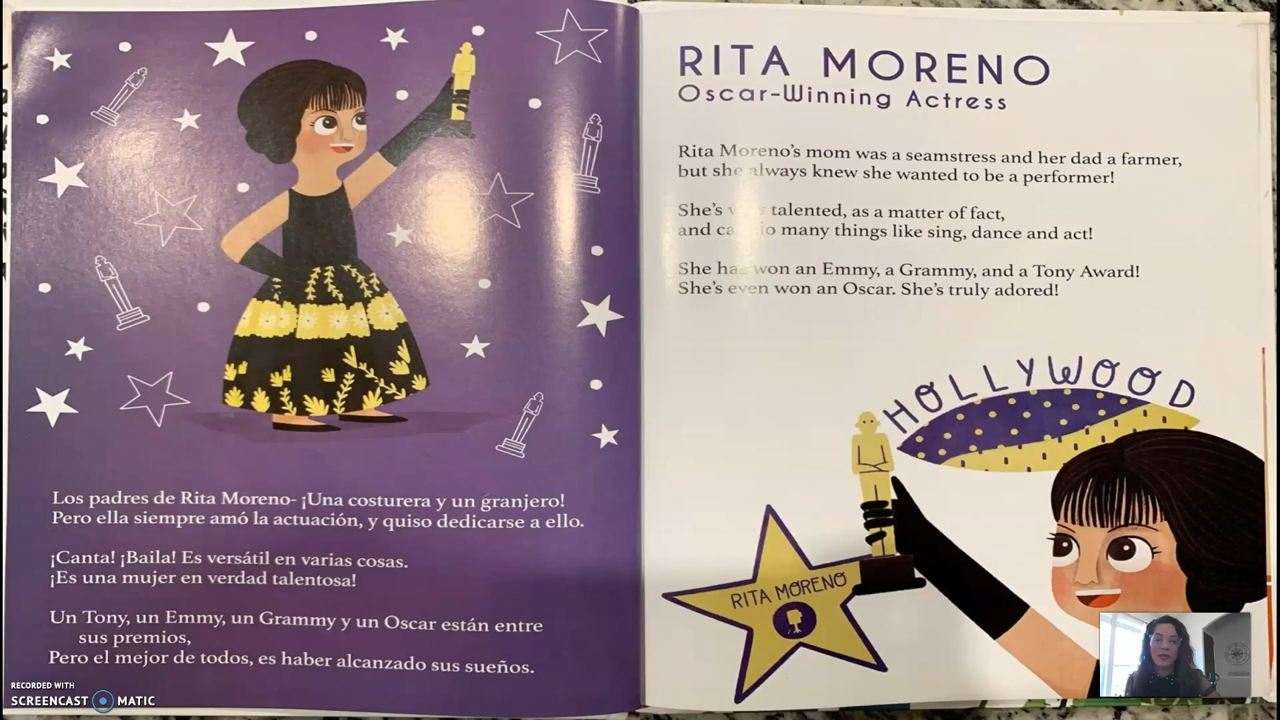 Los padres de Rita Moreno- ¡Una costurera y un granjero!
Pero ella siempre amó la actuación, y quiso dedicarse a ello.
¡Canta! ¡Baila! Es versátil en varias cosas.
¡Es una mujer en verdad talentosa!
Un Tony, un Emmy, un Grammy y un Oscar están entre
sus premios,
Pero el mejor de todos, es haber alcanzado sus sueños.
RITA MORENO
Oscar-Winning Actress
Rita Moreno's mom was a seamstress and her dad a farmer,
but she always knew she wanted to be a performer!
She's talented, as a matter of fact,
and many things like sing, dance and act!
She has won an Emmy, a Grammy, and a Tony Award!
She's even won an Oscar. She's truly adored!
HOLLYWOOD
RITA MORENO
RECORDED WITH
SCREENCAST MATIC